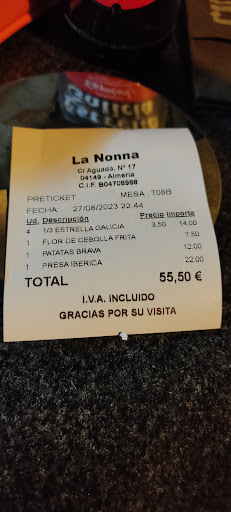 Galicia
La Nonna
C/ Aguada, Nº 17
04149 - Almeria
C.I.F. B04708988
PRETICKET MESA: T08B
FECHA: 27/08/2023 22:44
Ud. Descripción Precio Importe
4 1/3 ESTRELLA GALICIA 3,50 14,00
1 FLOR DE CEBOLLA FRITA 7,50
1 PATATAS BRAVA 12,00
1 PRESA IBERICA 22,00
TOTAL 55,50 €
I.V.A. INCLUIDO
GRACIAS POR SU VISITA